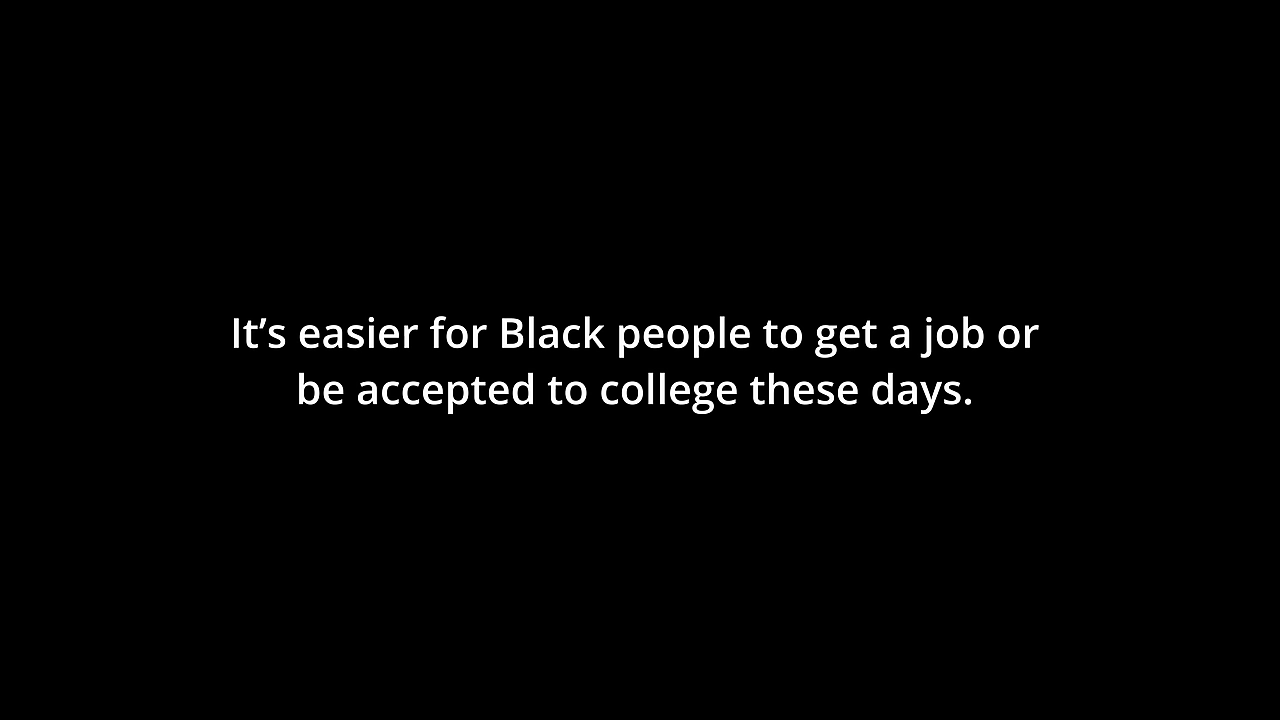 It’s easier for Black people to get a job or
be accepted to college these days.